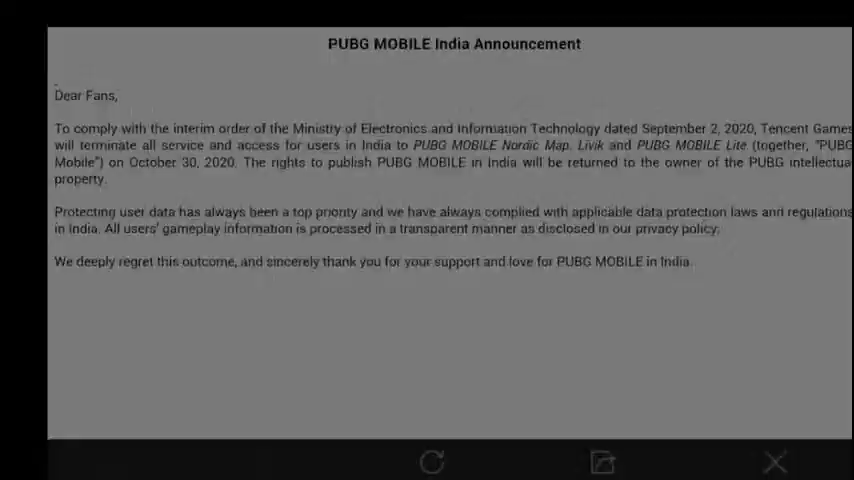 PUBG MOBILE India Announcement
Dear Fans,
To comply with the interim order of the Ministry of Electronics and Information Technology dated September 2, 2020, Tencent Games
will terminate all service and access for users in India to PUBG MOBILE Nordic Map: Livik and PUBG MOBILE Lite (together, "PUBG
Mobile") on October 30, 2020. The rights to publish PUBG MOBILE in India will be returned to the owner of the PUBG intellectua
property.
Protecting user data has always been a top priority and we have always complied with applicable data protection laws and regulations
in India. All users' gameplay information is processed in a transparent manner as disclosed in our privacy policy.
We deeply regret this outcome, and sincerely thank you for your support and love for PUBG MOBILE in India.